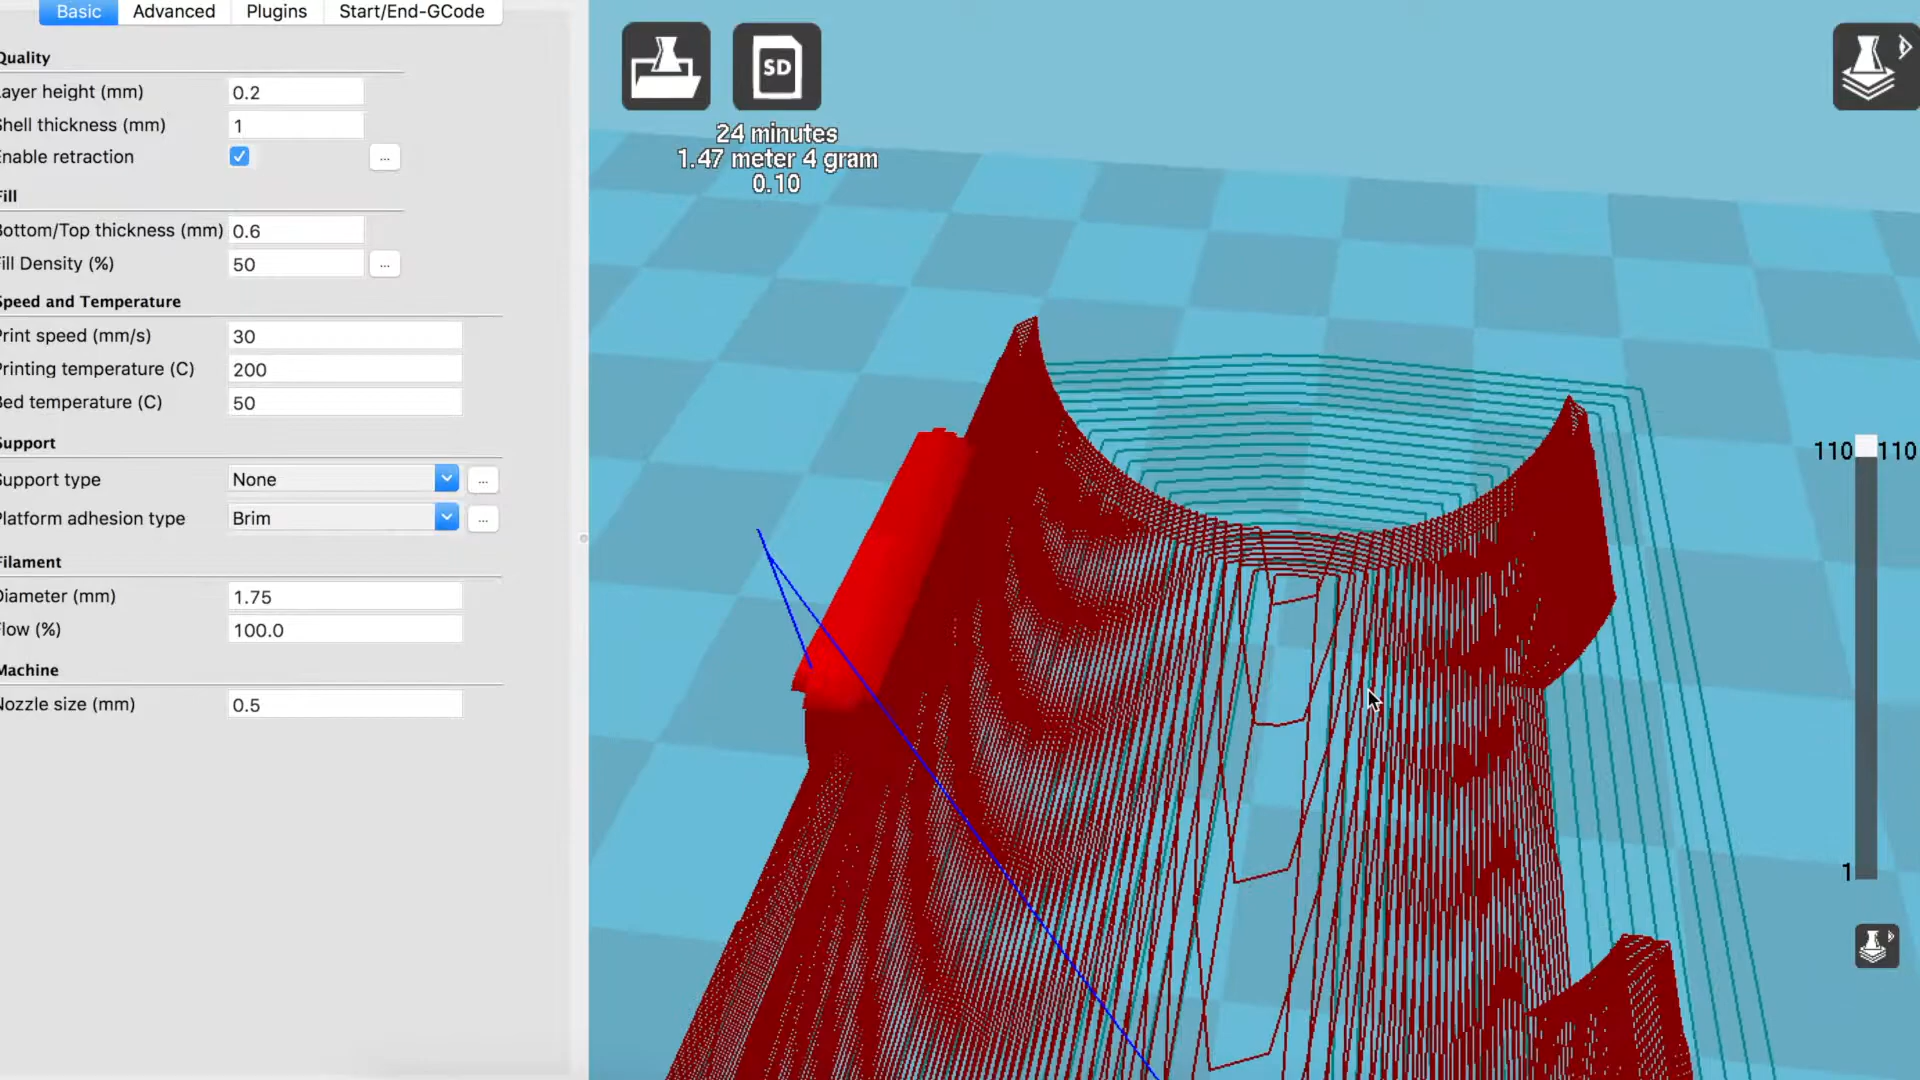 Basic Advanced Plugins Start/End-GCode
Quality
ayer height (mm) 0.2
Shell thickness (mm) 1
Enable retraction ...
Fill
Bottom/Top thickness (mm) 0.6
Fill Density (%) 50 ...
Speed and Temperature
Print speed (mm/s) 30
Printing temperature (C) 200
Bed temperature (C) 50
Support
Support type None ...
Platform adhesion type Brim ...
Filament
Diameter (mm) 1.75
Flow (%) 100.0
Machine
Nozzle size (mm) 0.5
SD
24 minutes
1.47 meter 4 gram
0.10
110 110
1